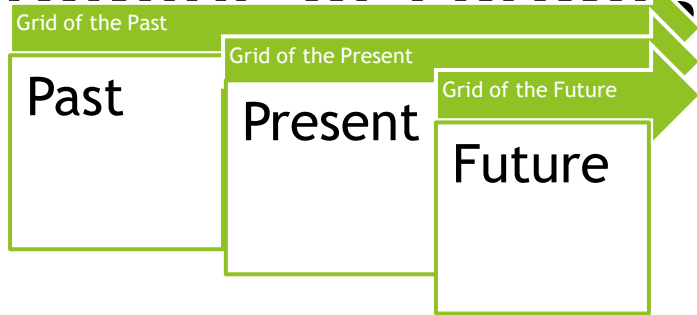 Grid of the Past
Past
Grid of the Present
Present
Grid of the Future
Future